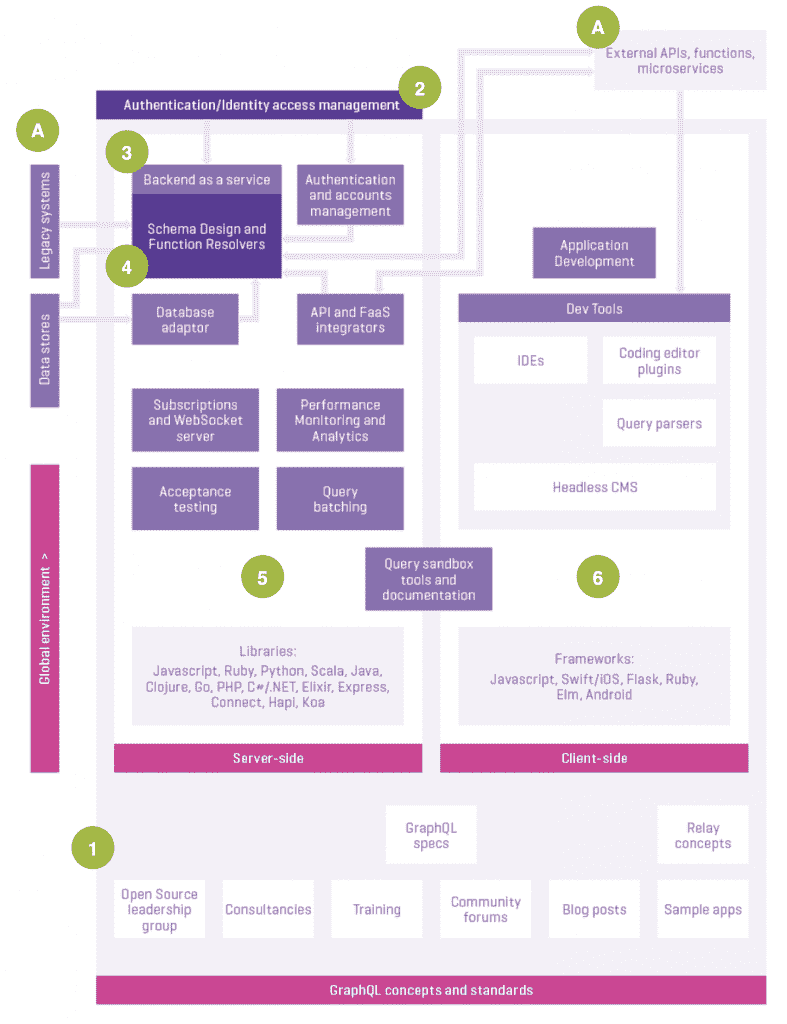 A
External APIs, functions,
microservices
2
Authentication/Identity access management
A
3
Backend as a service
Authentication
and accounts
management
Legacy systems
Schema Design and
Function Resolvers
4
Application
Development
Data stores
Database
adaptor
API and FaaS
integrators
Dev Tools
IDEs
Coding editor
plugins
Subscriptions
and WebSocket
server
Performance
Monitoring and
Analytics
Query parsers
Acceptance
testing
Query
batching
Headless CMS
Global environment >
5
Query sandbox
tools and
documentation
6
Libraries:
Javascript, Ruby, Python, Scala, Java,
Clojure, Go, PHP, C#/.NET, Elixir, Express,
Connect, Hapi, Koa
Frameworks:
Javascript, Swift/iOS, Flask, Ruby,
Elm, Android
Server-side
Client-side
1
GraphQL
specs
Relay
concepts
Open Source
leadership
group
Consultancies
Training
Community
forums
Blog posts
Sample apps
GraphQL concepts and standards